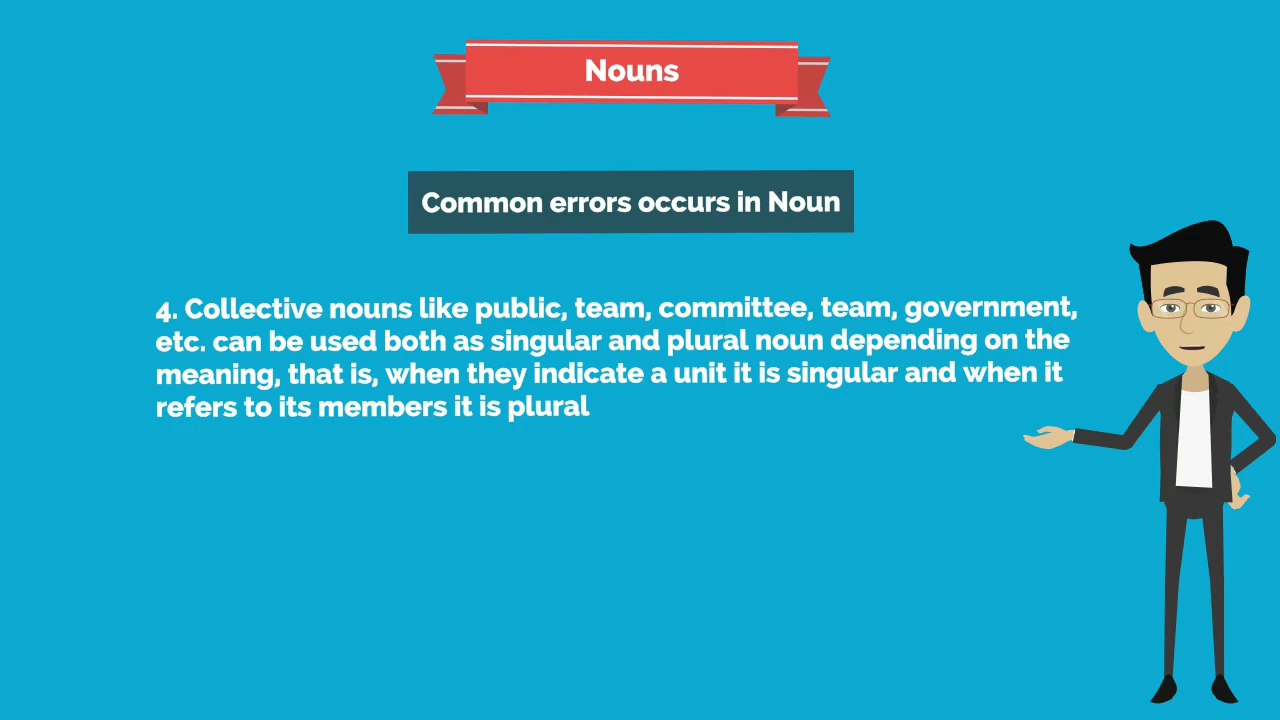 Nouns
Common errors occurs in Noun
4. Collective nouns like public, team, committee, team, government,
etc. can be used both as singular and plural noun depending on the
meaning, that is, when they indicate a unit it is singular and when it
refers to its members it is plural